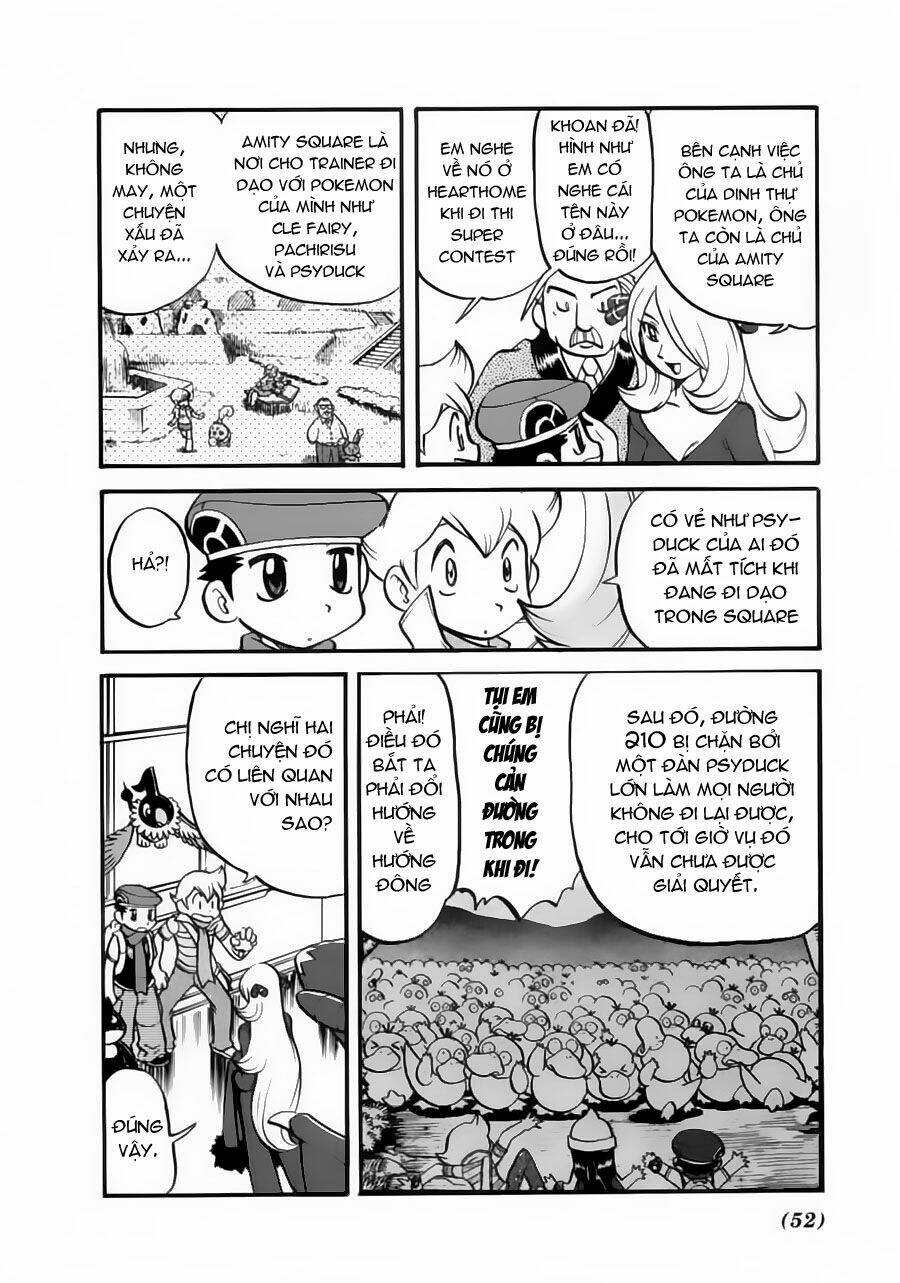 BÊN CẠNH VIỆC
ÔNG TA LÀ CHỦ
CỦA DINH THỰ
POKEMON, ÔNG
TA CÒN LÀ CHỦ
CỦA AMITY
SQUARE
KHOAN ĐÃ!
HÌNH NHƯ
EM CÓ
NGHE CÁI
TÊN NÀY
Ở ĐÂU...
ĐÚNG RỒI!
EM NGHE
VỀ NÓ Ở
HEARTHOME
KHI ĐI THI
SUPER
CONTEST
AMITY SQUARE LÀ
NƠI CHO TRAINER ĐI
DẠO VỚI POKEMON
CỦA MÌNH NHƯ
CLE FAIRY,
PACHIRISU
VÀ PSYDUCK
NHƯNG,
KHÔNG
MAY, MỘT
CHUYỆN
XẤU ĐÃ
XẢY RA...
CÓ VẺ NHƯ PSY-
DUCK CỦA AI ĐÓ
ĐÃ MẤT TÍCH KHI
ĐANG ĐI DẠO
TRONG SQUARE
HẢ?!
SAU ĐÓ, ĐƯỜNG
210 BỊ CHẶN BỞI
MỘT ĐÀN PSYDUCK
LỚN LÀM MỌI NGƯỜI
KHÔNG ĐI LẠI ĐƯỢC,
CHO TỚI GIỜ VỤ ĐÓ
VẪN CHƯA ĐƯỢC
GIẢI QUYẾT.
TỤI EM
CŨNG BỊ
CHÚNG
CẢN
ĐƯỜNG
TRONG
KHI ĐI!
PHẢI!
ĐIỀU ĐÓ
BẮT TA
PHẢI ĐỔI
HƯỚNG
VỀ
HƯỚNG
ĐÔNG
CHỊ NGHĨ HAI
CHUYỆN ĐÓ
CÓ LIÊN QUAN
VỚI NHAU
SAO?
ĐÚNG
VẬY.
(52)